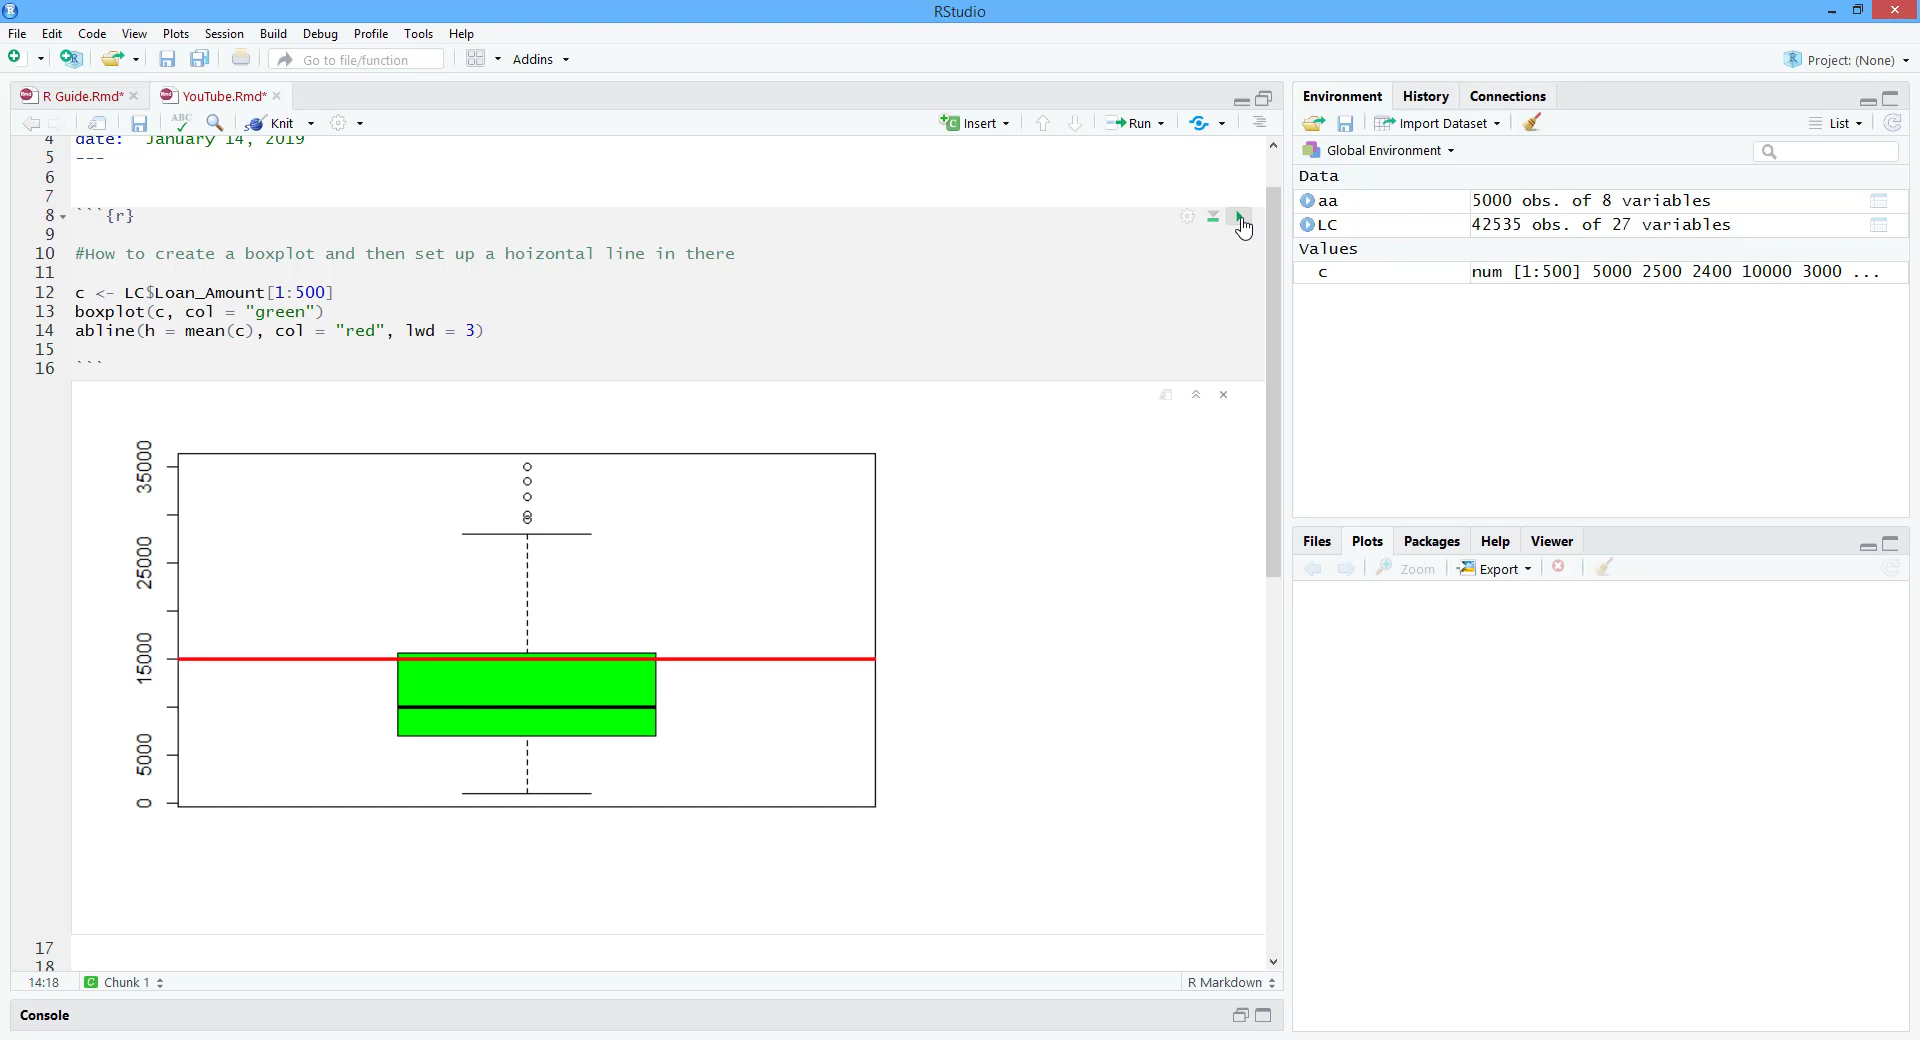 RStudio
File Edit Code View Plots Session Build Debug Profile Tools Help
Go to file/function Addins Project: (None)
R Guide.Rmd* YouTube.Rmd*
ABC Knit Insert Run
4 date: "January 14, 2019"
5 ---
6
7
8 ```{r}
9
10 #How to create a boxplot and then set up a hoizontal line in there
11
12 c <- LC$Loan_Amount[1:500]
13 boxplot(c, col = "green")
14 abline(h = mean(c), col = "red", lwd = 3)
15
16 ```
35000
25000
15000
5000
0
17
18
14:18 Chunk 1 R Markdown
Console
Environment History Connections
Import Dataset List
Global Environment
Data
aa 5000 obs. of 8 variables
LC 42535 obs. of 27 variables
Values
c num [1:500] 5000 2500 2400 10000 3000 ...
Files Plots Packages Help Viewer
Zoom Export